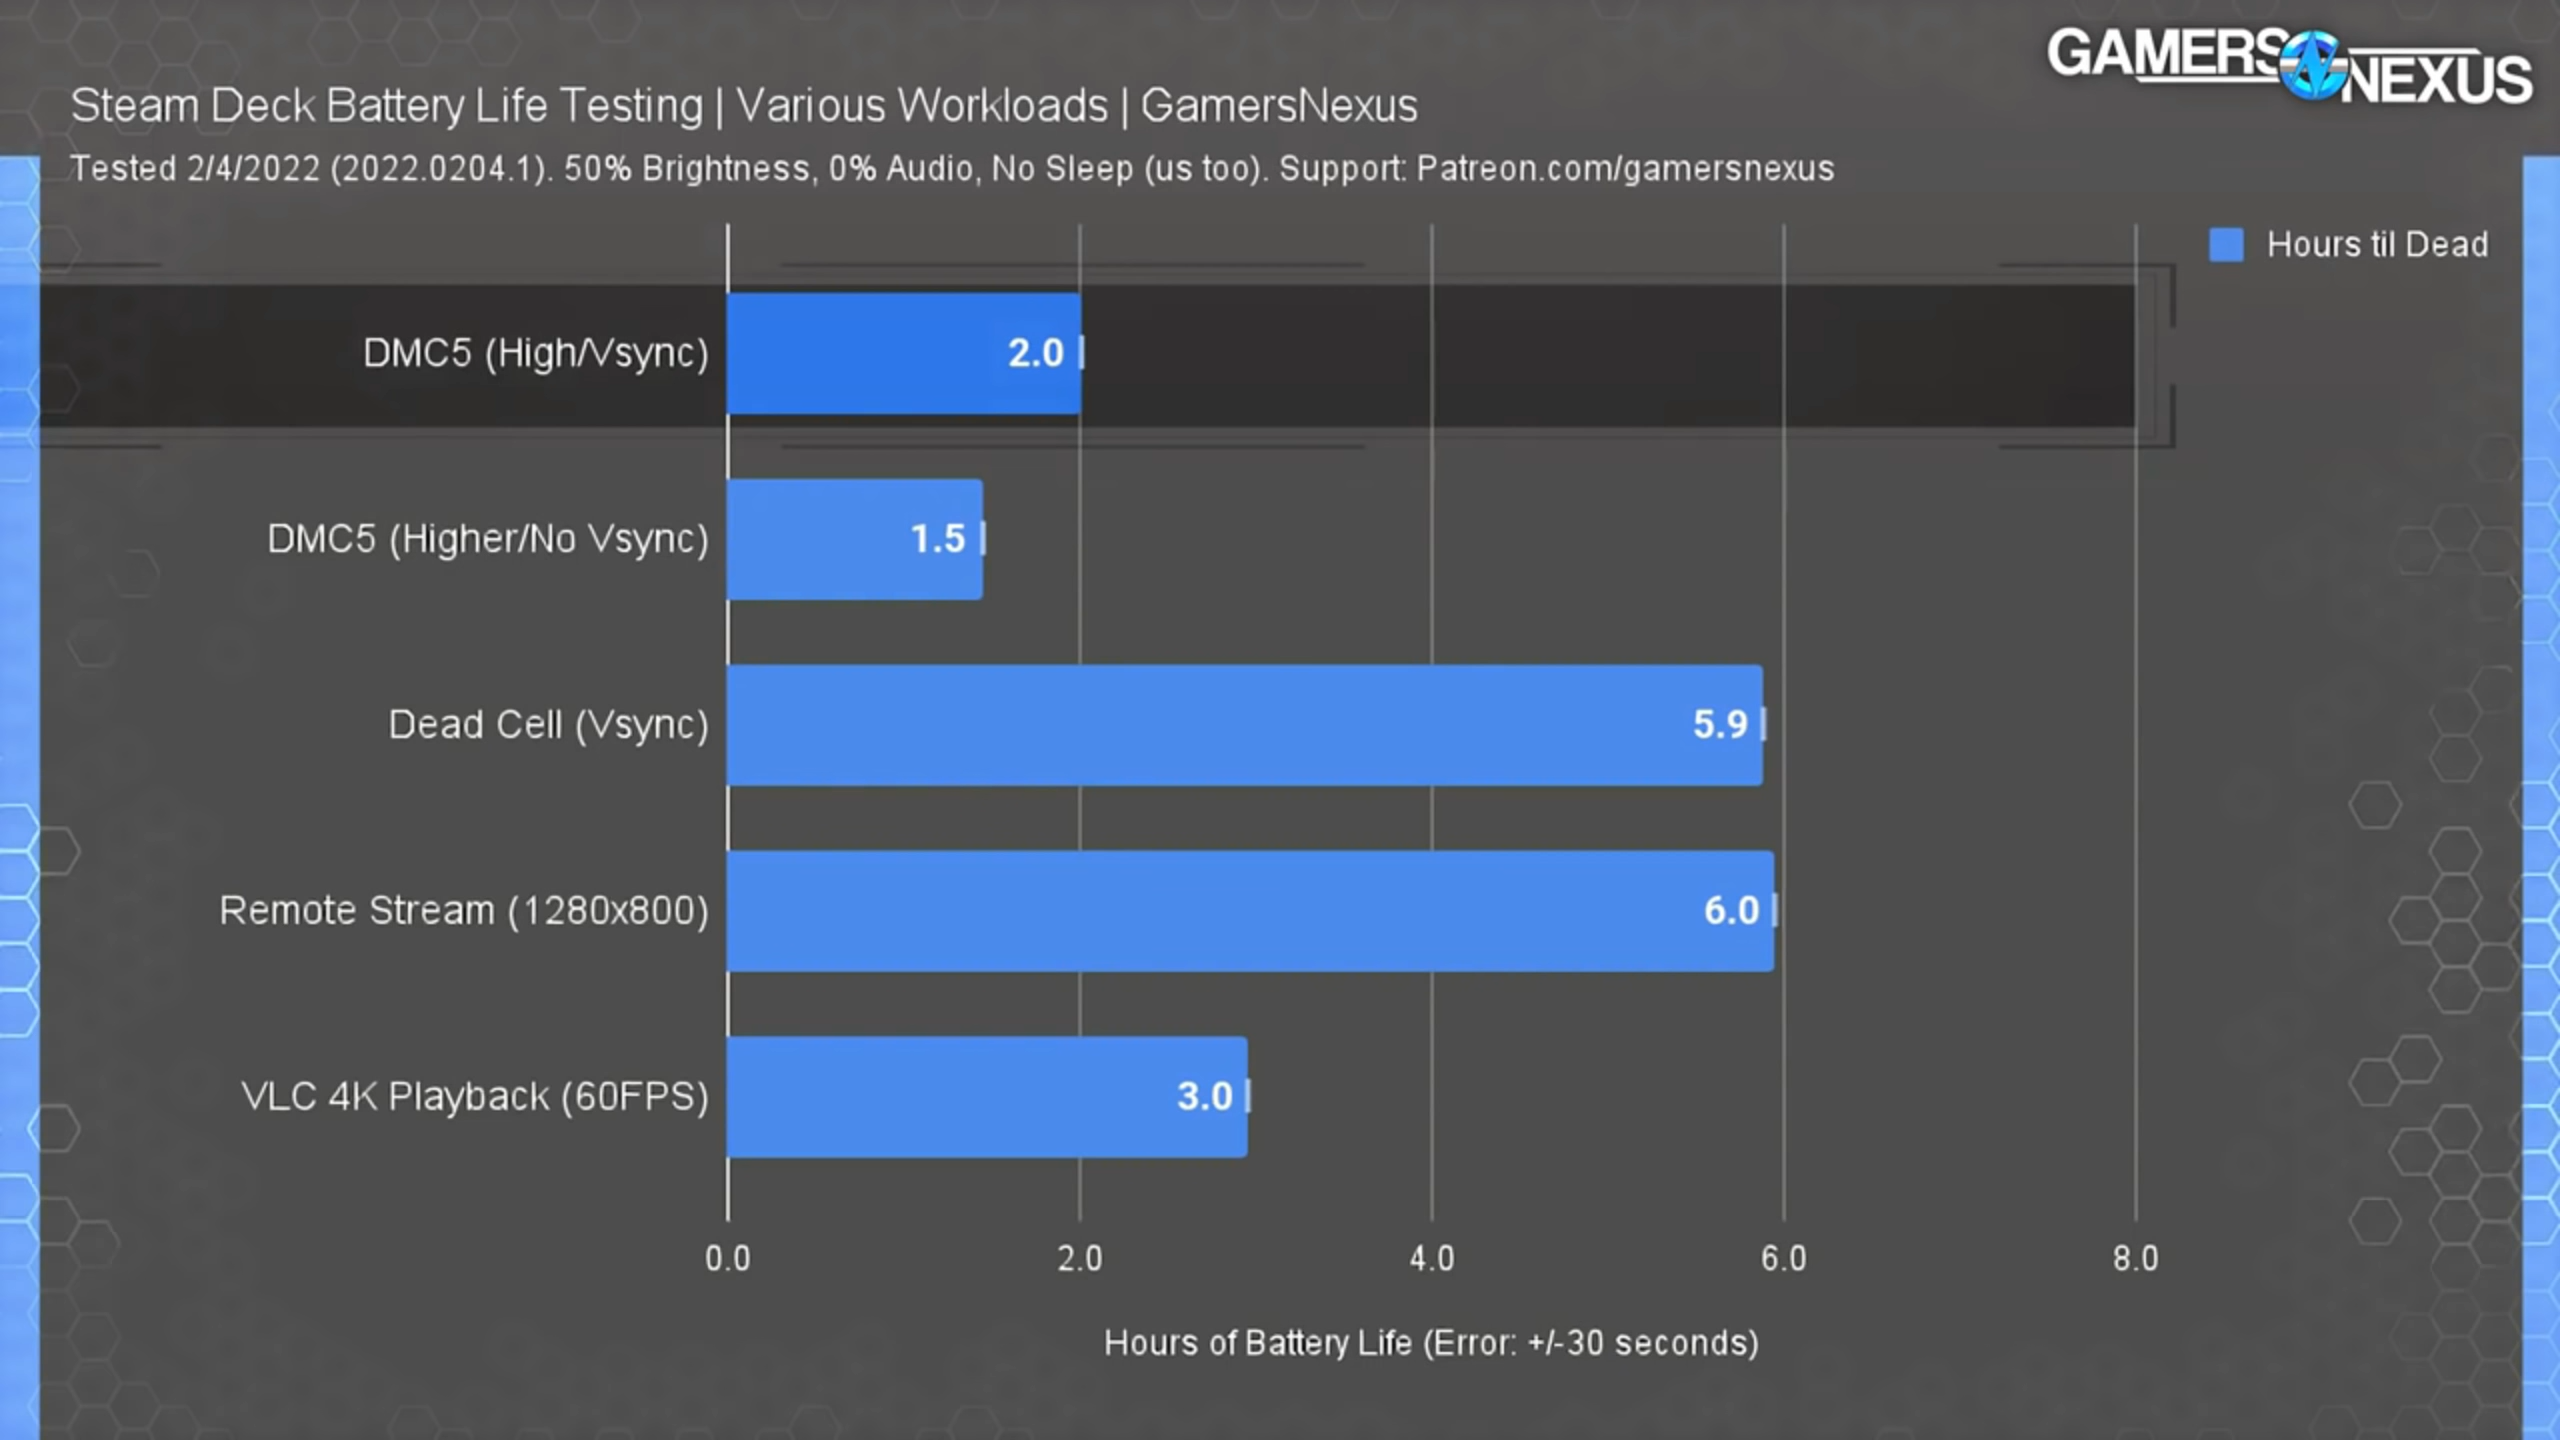 GAMERS NEXUS
Steam Deck Battery Life Testing | Various Workloads | GamersNexus
Tested 2/4/2022 (2022.0204.1). 50% Brightness, 0% Audio, No Sleep (us too). Support: Patreon.com/gamersnexus
Hours til Dead
DMC5 (High/Vsync)
2.0
DMC5 (Higher/No Vsync)
1.5
Dead Cell (Vsync)
5.9
Remote Stream (1280x800)
6.0
VLC 4K Playback (60FPS)
3.0
0.0 2.0 4.0 6.0 8.0
Hours of Battery Life (Error: +/-30 seconds)